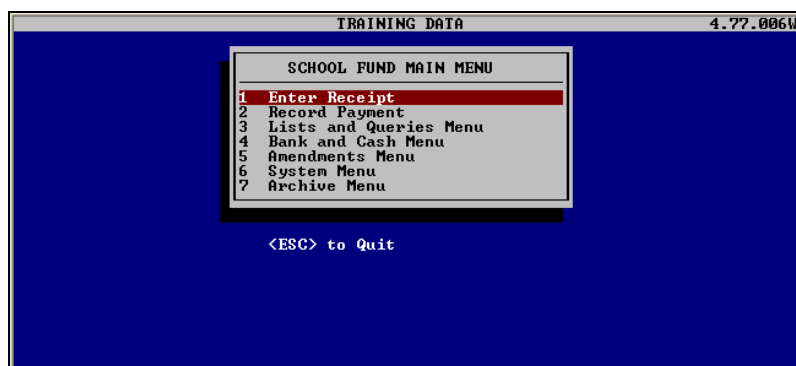 TRAINING DATA 4.77.006W
SCHOOL FUND MAIN MENU
1 Enter Receipt
2 Record Payment
3 Lists and Queries Menu
4 Bank and Cash Menu
5 Amendments Menu
6 System Menu
7 Archive Menu
<ESC> to Quit